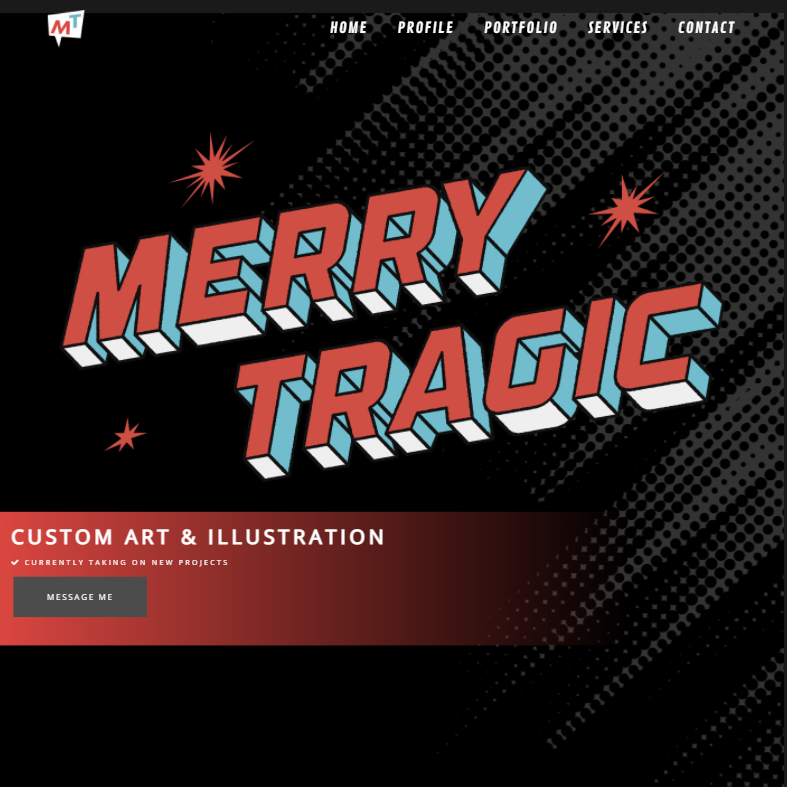 MT
HOME PROFILE PORTFOLIO SERVICES CONTACT
MERRY
TRAGIC
CUSTOM ART & ILLUSTRATION
✔ CURRENTLY TAKING ON NEW PROJECTS
MESSAGE ME